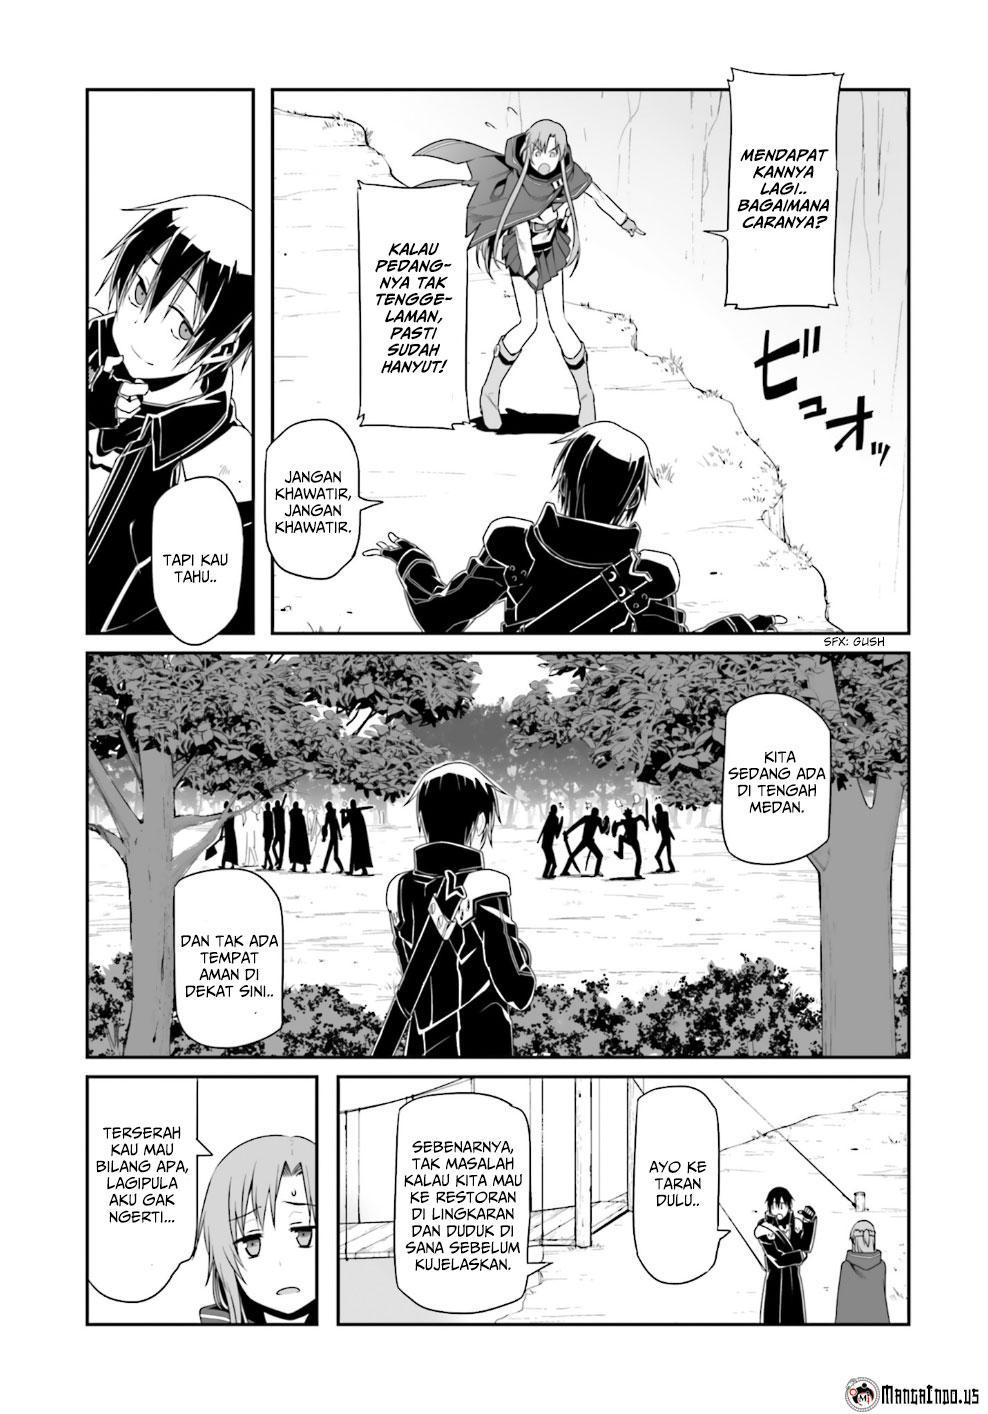 MENDAPAT
KANNYA
LAGI..
BAGAIMANA
CARANYA?
KALAU
PEDANG-
NYA TAK
TENGGE-
LAMAN,
PASTI
SUDAH
HANYUT!
ビュオッ
JANGAN
KHAWATIR,
JANGAN
KHAWATIR.
SFX: GUSH
TAPI KAU
TAHU..
KITA
SEDANG ADA
DI TENGAH
MEDAN.
DAN TAK ADA
TEMPAT
AMAN DI
DEKAT SINI..
AYO KE
TARAN
DULU..
SEBENARNYA,
TAK MASALAH
KALAU KITA MAU
KE RESTORAN
DI LINGKARAN
DAN DUDUK DI
SANA SEBELUM
KUJELASKAN.
TERSERAH
KAU MAU
BILANG APA,
LAGIPULA
AKU GAK
NGERTI...
MANGAINDO.US